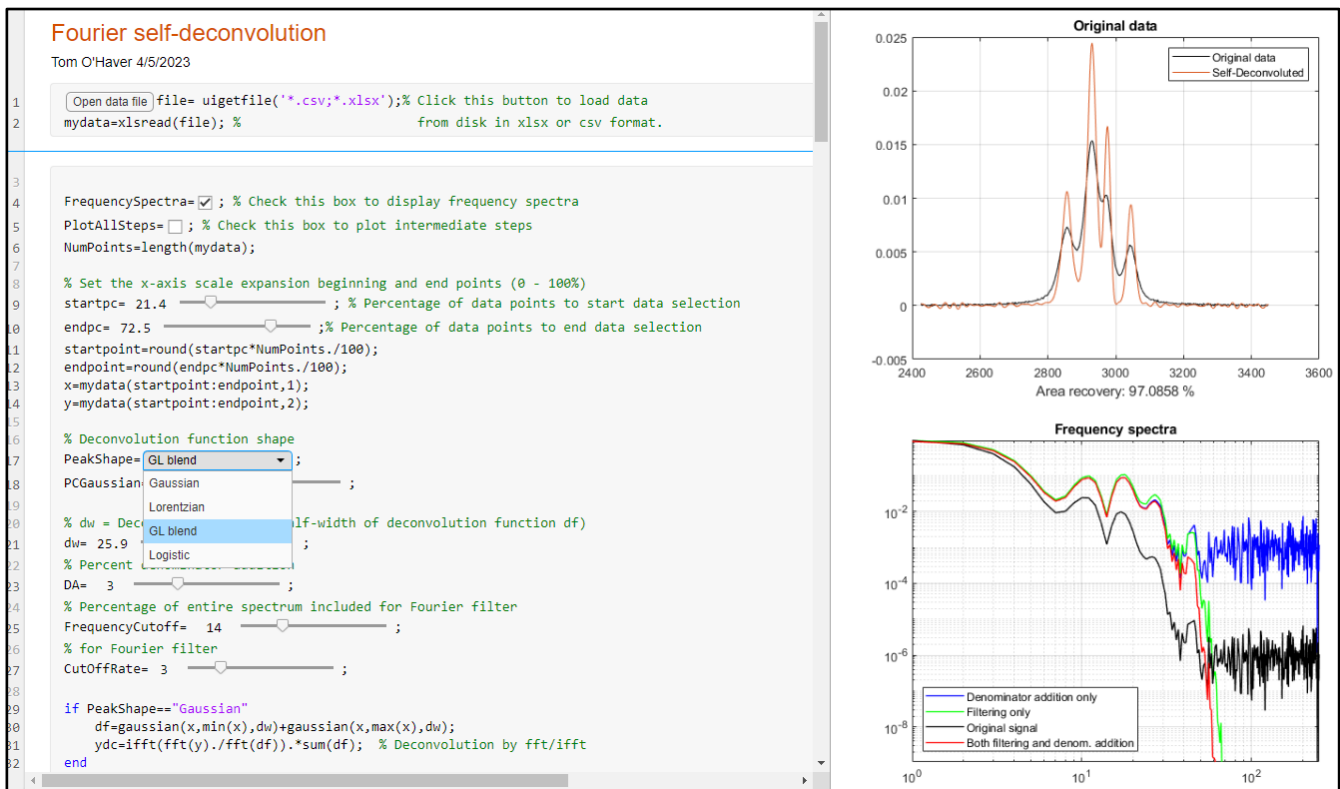 Fourier self-deconvolution
Tom O'Haver 4/5/2023
1 Open data file file= uigetfile('*.csv;*.xlsx');% Click this button to load data
2 mydata=xlsread(file); % from disk in xlsx or csv format.
3
4 FrequencySpectra= ; % Check this box to display frequency spectra
5 PlotAllSteps= ; % Check this box to plot intermediate steps
6 NumPoints=length(mydata);
7
8 % Set the x-axis scale expansion beginning and end points (0 - 100%)
9 startpc= 21.4 ; % Percentage of data points to start data selection
10 endpc= 72.5 ;% Percentage of data points to end data selection
11 startpoint=round(startpc*NumPoints./100);
12 endpoint=round(endpc*NumPoints./100);
13 x=mydata(startpoint:endpoint,1);
14 y=mydata(startpoint:endpoint,2);
15
16 % Deconvolution function shape
17 PeakShape= GL blend ;
18 PCGaussian ;
Gaussian
Lorentzian
19
20 % dw = Dec lf-width of deconvolution function df)
GL blend
21 dw= 25.9 ;
Logistic
22 % Percent
23 DA= 3 ;
24 % Percentage of entire spectrum included for Fourier filter
25 FrequencyCutoff= 14 ;
26 % for Fourier filter
27 CutOffRate= 3 ;
28
29 if PeakShape=="Gaussian"
30 df=gaussian(x,min(x),dw)+gaussian(x,max(x),dw);
31 ydc=ifft(fft(y)./fft(df)).*sum(df); % Deconvolution by fft/ifft
32 end
Original data
0.025
0.02
0.015
0.01
0.005
0
-0.005
Original data
Self-Deconvoluted
2400 2600 2800 3000 3200 3400 3600
Area recovery: 97.0858 %
Frequency spectra
10-2
10-4
10-6
10-8
Denominator addition only
Filtering only
Original signal
Both filtering and denom. addition
100 101 102